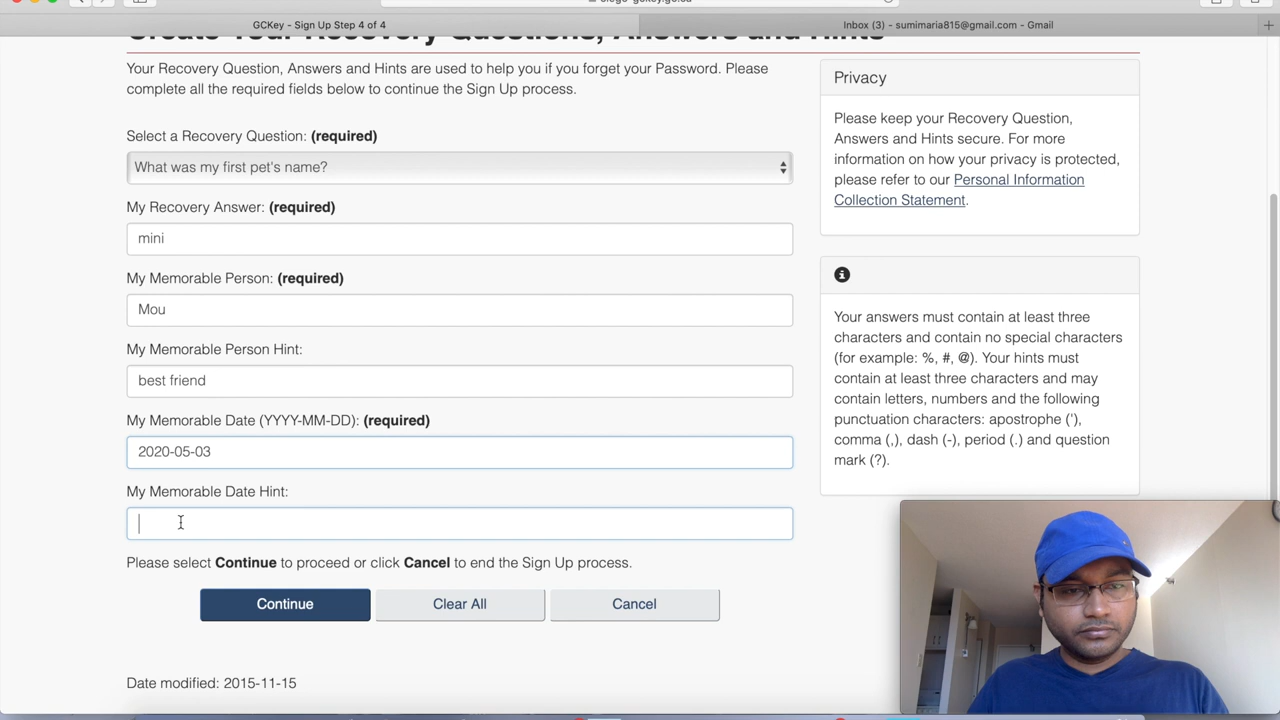 GCKey - Sign Up Step 4 of 4
Inbox (3) - sumimaria815@gmail.com - Gmail
Create Your Recovery Questions, Answers and Hints
Your Recovery Question, Answers and Hints are used to help you if you forget your Password. Please
complete all the required fields below to continue the Sign Up process.
Select a Recovery Question: (required)
What was my first pet's name?
My Recovery Answer: (required)
mini
My Memorable Person: (required)
Mou
My Memorable Person Hint:
best friend
My Memorable Date (YYYY-MM-DD): (required)
2020-05-03
My Memorable Date Hint:
Please select Continue to proceed or click Cancel to end the Sign Up process.
Continue
Clear All
Cancel
Date modified: 2015-11-15
Privacy
Please keep your Recovery Question,
Answers and Hints secure. For more
information on how your privacy is protected,
please refer to our Personal Information
Collection Statement.
Your answers must contain at least three
characters and contain no special characters
(for example: %, #, @). Your hints must
contain at least three characters and may
contain letters, numbers and the following
punctuation characters: apostrophe ('),
comma (,), dash (-), period (.) and question
mark (?).